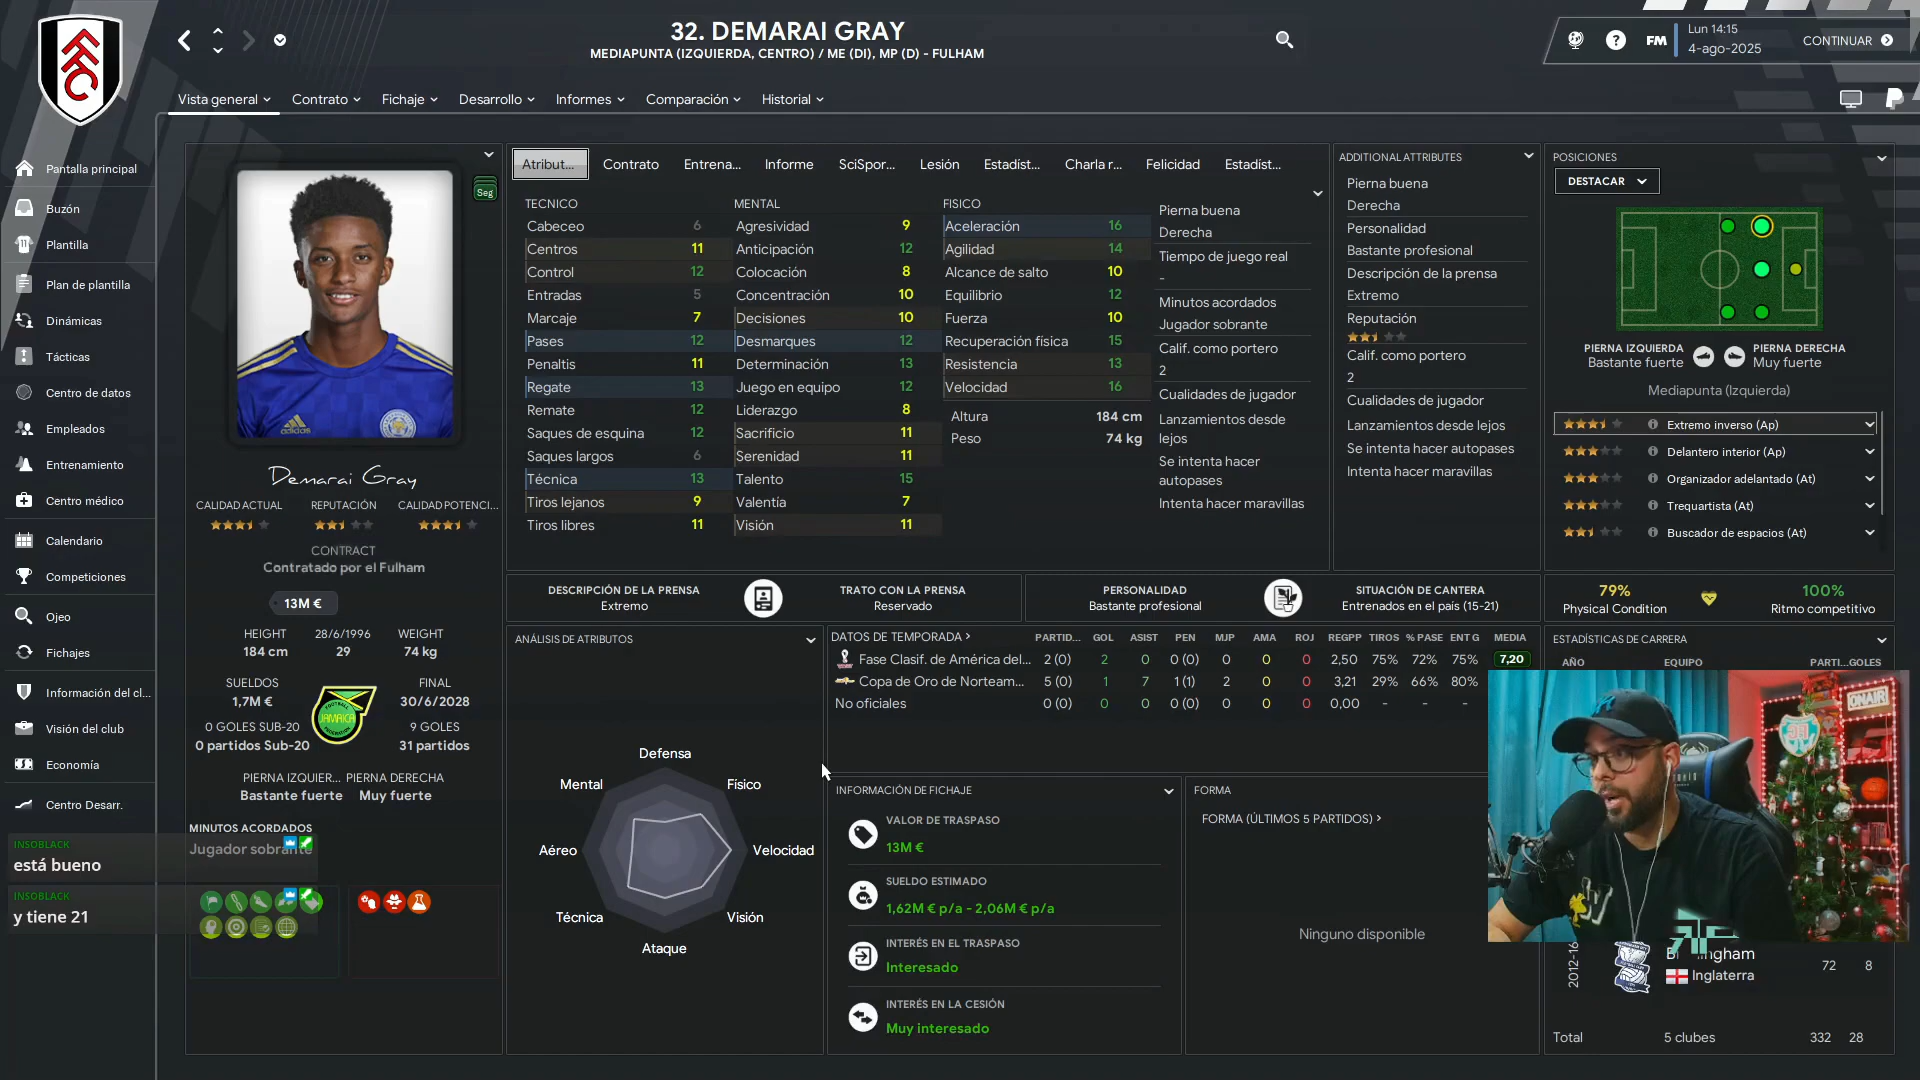 32. DEMARAI GRAY
MEDIAPUNTA (IZQUIERDA, CENTRO) / ME (DI), MP (D) - FULHAM
FM
Lun 14:15
4-ago-2025
CONTINUAR
Vista general
Contrato
Fichaje
Desarrollo
Informes
Comparación
Historial
Pantalla principal
Buzón
Plantilla
Plan de plantilla
Dinámicas
Tácticas
Centro de datos
Empleados
Entrenamiento
Centro médico
Calendario
Competiciones
Ojeo
Fichajes
Información del cl...
Visión del club
Economía
Centro Desarr.
INSOBLACK
está bueno
INSOBLACK
y tiene 21
Seg
Demarai Gray
CALIDAD ACTUAL REPUTACIÓN CALIDAD POTENCI...
CONTRACT
Contratado por el Fulham
13M €
HEIGHT 28/6/1996 WEIGHT
184 cm 29 74 kg
SUELDOS FINAL
1,7M € 30/6/2028
JAMAICA
0 GOLES SUB-20 9 GOLES
0 partidos Sub-20 31 partidos
PIERNA IZQUIER... PIERNA DERECHA
Bastante fuerte Muy fuerte
MINUTOS ACORDADOS
Jugador sobrante
Atribut... Contrato Entrena... Informe SciSpor... Lesión Estadíst... Charla r... Felicidad Estadíst...
TECNICO
Cabeceo 6
Centros 11
Control 12
Entradas 5
Marcaje 7
Pases 12
Penaltis 11
Regate 13
Remate 12
Saques de esquina 12
Saques largos 6
Técnica 13
Tiros lejanos 9
Tiros libres 11
MENTAL
Agresividad 9
Anticipación 12
Colocación 8
Concentración 10
Decisiones 10
Desmarques 12
Determinación 13
Juego en equipo 12
Liderazgo 8
Sacrificio 11
Serenidad 11
Talento 15
Valentía 7
Visión 11
FISICO
Aceleración 16
Agilidad 14
Alcance de salto 10
Equilibrio 12
Fuerza 10
Recuperación física 15
Resistencia 13
Velocidad 16
Altura 184 cm
Peso 74 kg
Pierna buena
Derecha
Tiempo de juego real
-
Minutos acordados
Jugador sobrante
Calif. como portero
2
Cualidades de jugador
Lanzamientos desde
lejos
Se intenta hacer
autopases
Intenta hacer maravillas
ADDITIONAL ATTRIBUTES
Pierna buena
Derecha
Personalidad
Bastante profesional
Descripción de la prensa
Extremo
Reputación
Calif. como portero
2
Cualidades de jugador
Lanzamientos desde lejos
Se intenta hacer autopases
Intenta hacer maravillas
POSICIONES
DESTACAR
PIERNA IZQUIERDA PIERNA DERECHA
Bastante fuerte Muy fuerte
Mediapunta (Izquierda)
Extremo inverso (Ap)
Delantero interior (Ap)
Organizador adelantado (At)
Trequartista (At)
Buscador de espacios (At)
DESCRIPCIÓN DE LA PRENSA TRATO CON LA PRENSA
Extremo Reservado
PERSONALIDAD SITUACIÓN DE CANTERA
Bastante profesional Entrenados en el país (15-21)
79% 100%
Physical Condition Ritmo competitivo
ANÁLISIS DE ATRIBUTOS
Defensa
Mental Físico
Aéreo Velocidad
Técnica Visión
Ataque
DATOS DE TEMPORADA PARTID... GOL ASIST PEN MJP AMA ROJ REGPP TIROS % PASE ENT G MEDIA
Fase Clasif. de América del... 2 (0) 2 0 0 (0) 0 0 0 2,50 75% 72% 75% 7,20
Copa de Oro de Norteam... 5 (0) 1 7 1 (1) 2 0 0 3,21 29% 66% 80%
No oficiales 0 (0) 0 0 0 (0) 0 0 0 0,00 - - -
INFORMACIÓN DE FICHAJE
VALOR DE TRASPASO
13M €
SUELDO ESTIMADO
1,62M € p/a - 2,06M € p/a
INTERÉS EN EL TRASPASO
Interesado
INTERÉS EN LA CESIÓN
Muy interesado
FORMA
FORMA (ÚLTIMOS 5 PARTIDOS)
Ninguno disponible
ESTADÍSTICAS DE CARRERA
AÑO EQUIPO PARTI...GOLES
ON AIR
2012-16
ngham 72 8
Inglaterra
Total 5 clubes 332 28